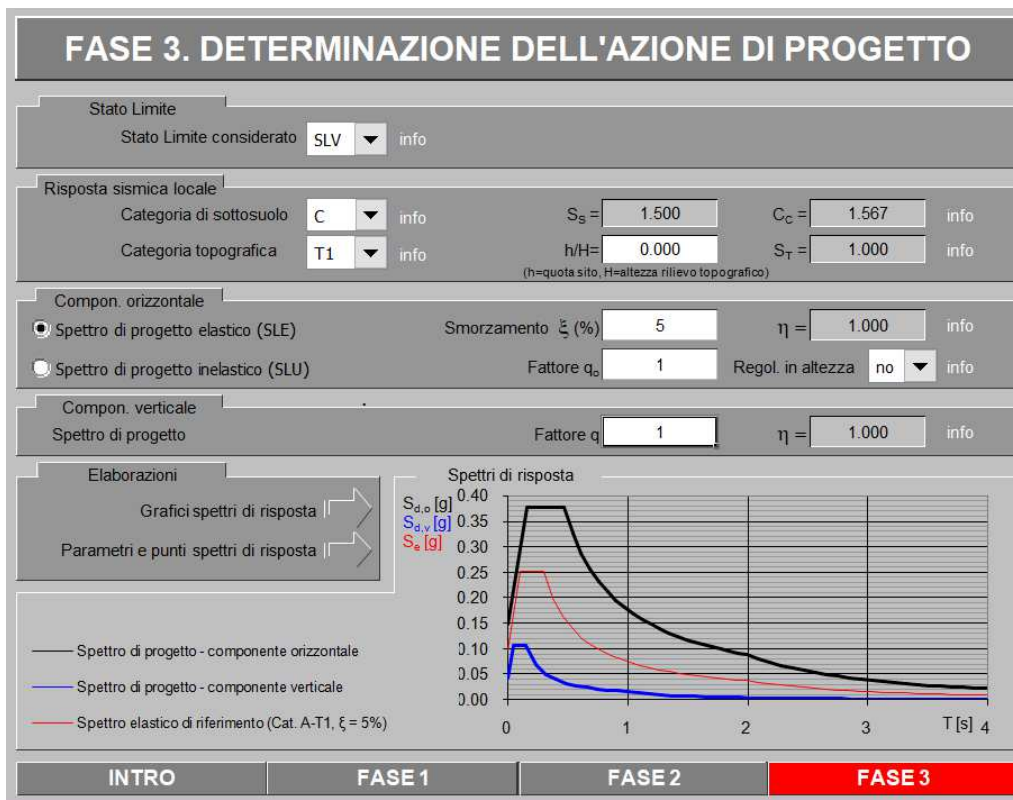 FASE 3. DETERMINAZIONE DELL'AZIONE DI PROGETTO
Stato Limite
Stato Limite considerato SLV info
Risposta sismica locale
Categoria di sottosuolo C info S_S = 1.500 C_C = 1.567 info
Categoria topografica T1 info h/H= 0.000 S_T = 1.000 info
(h=quota sito, H=altezza rilievo topografico)
Compon. orizzontale
Spettro di progetto elastico (SLE) Smorzamento ξ (%) 5 η = 1.000 info
Spettro di progetto inelastico (SLU) Fattore q_o 1 Regol. in altezza no info
Compon. verticale
Spettro di progetto Fattore q 1 η = 1.000 info
Elaborazioni
Grafici spettri di risposta
Parametri e punti spettri di risposta
Spettri di risposta
S_d,o [g]
S_d,v [g]
S_e [g]
0.40
0.35
0.30
0.25
0.20
0.15
0.10
0.05
0.00
0 1 2 3 T [s] 4
Spettro di progetto - componente orizzontale
Spettro di progetto - componente verticale
Spettro elastico di riferimento (Cat. A-T1, ξ = 5%)
INTRO FASE 1 FASE 2 FASE 3